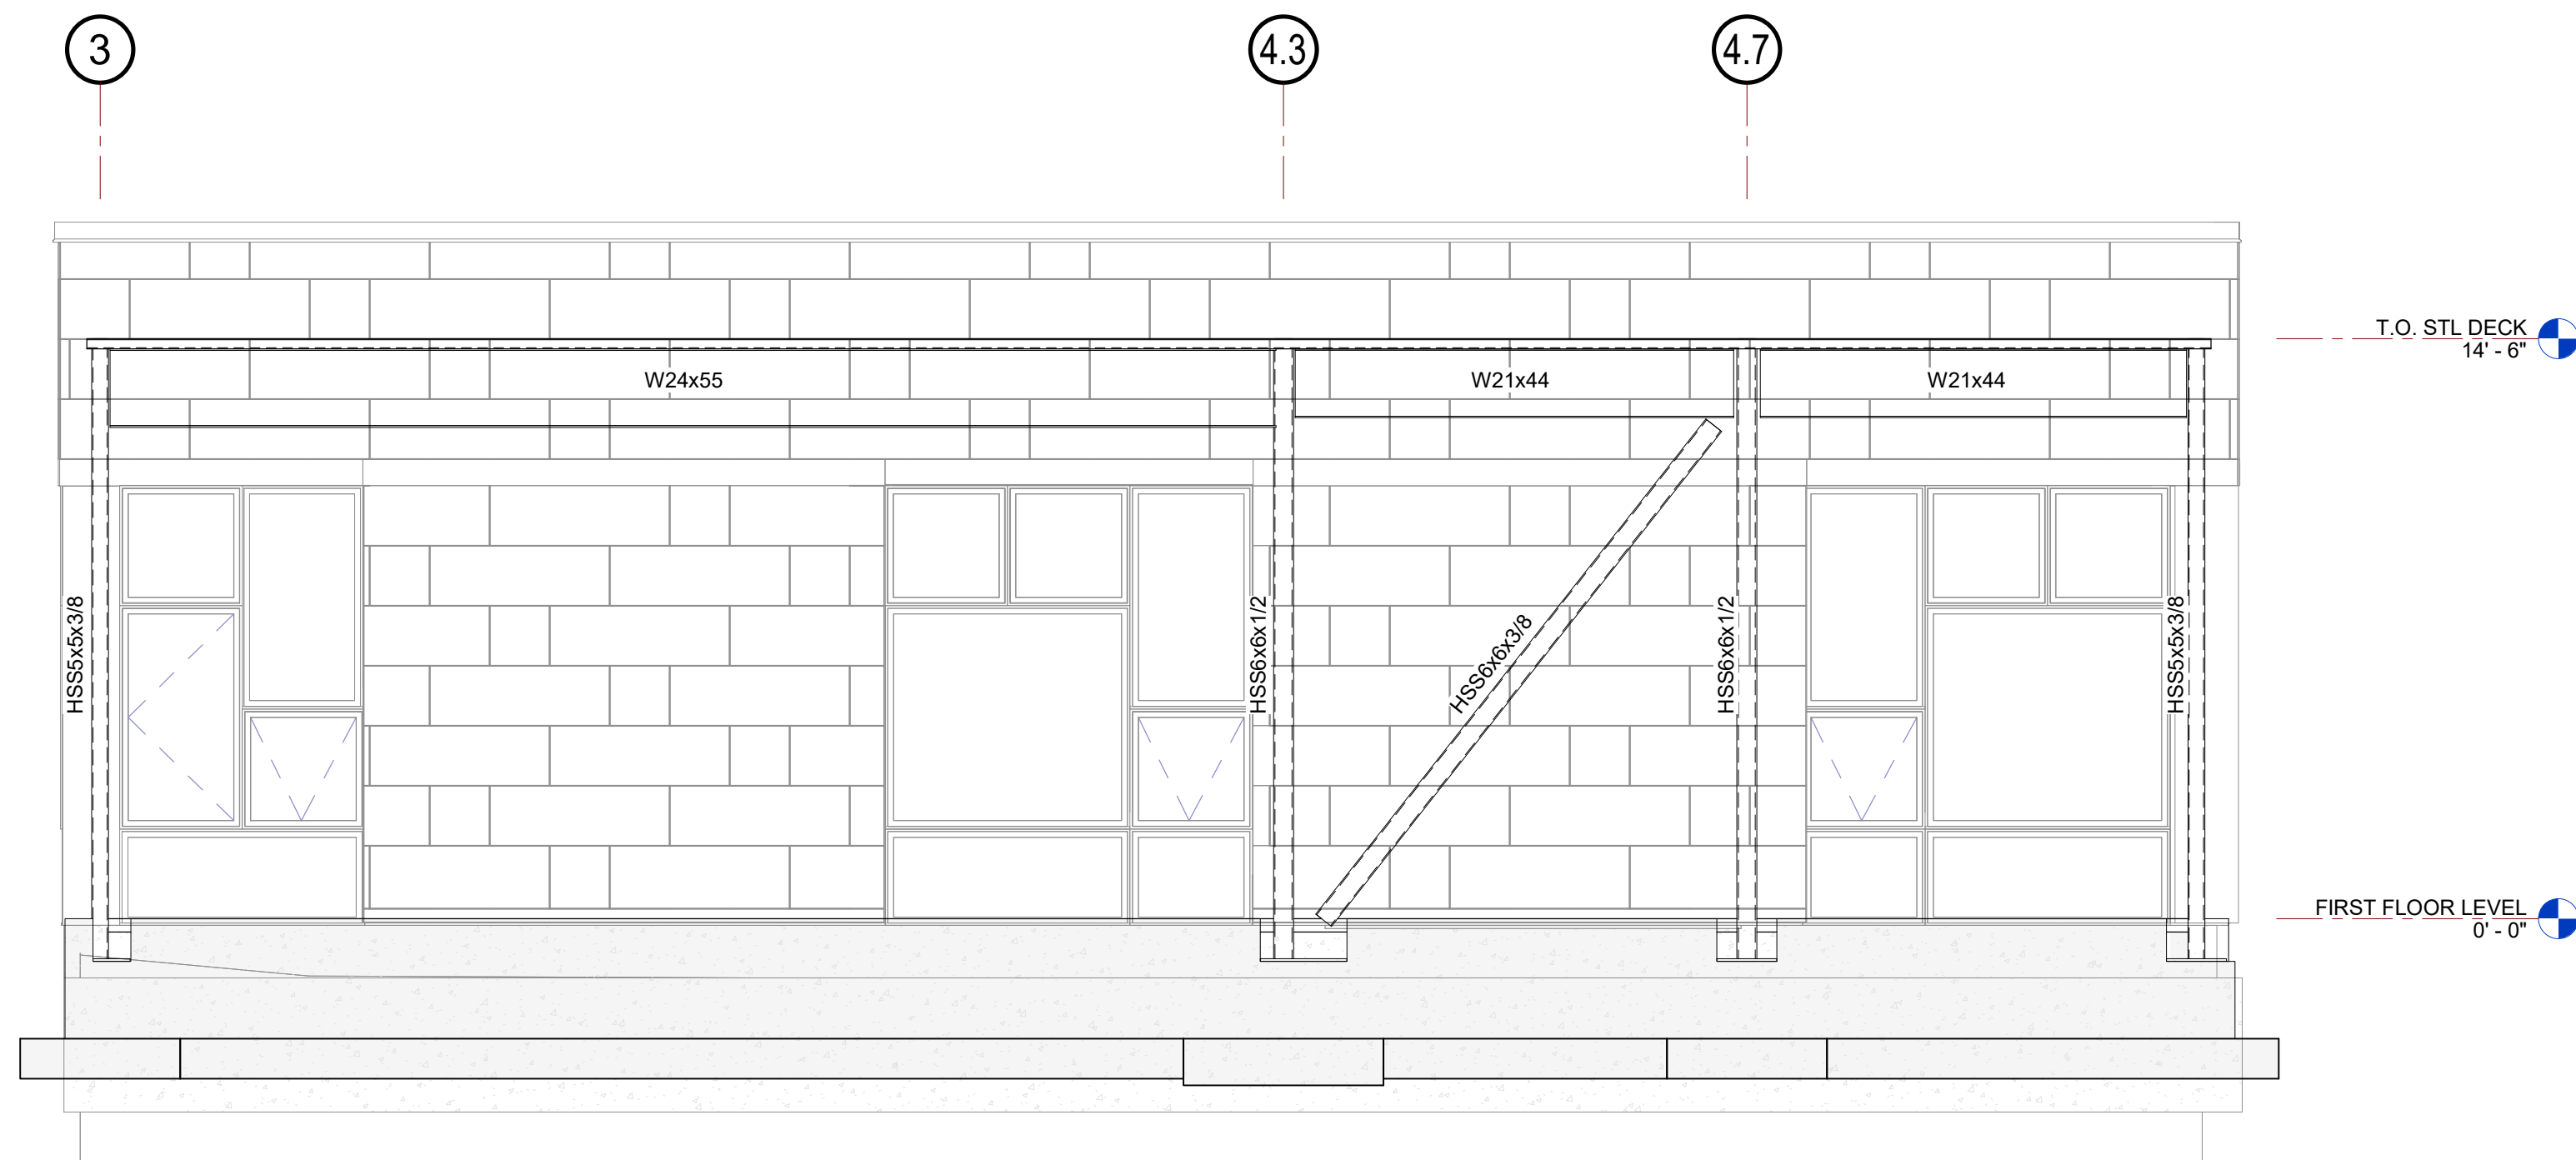 3
4.3
4.7
T.O. STL DECK
14' - 6"
W24x55
W21x44
W21x44
HSS5x5x3/8
HSS6x6x1/2
HSS6x6x3/8
HSS6x6x1/2
HSS5x5x3/8
FIRST FLOOR LEVEL
0' - 0"